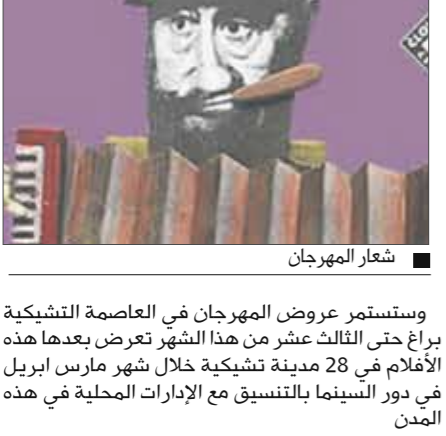 2012
شعار المهرجان
وستستمر عروض المهرجان في العاصمة التشيكية
براغ حتى الثالث عشر من هذا الشهر تعرض بعدها هذه
الأفلام في 28 مدينة تشيكية خلال شهر مارس ابريل
في دور السينما بالتنسيق مع الإدارات المحلية في هذه
المدن